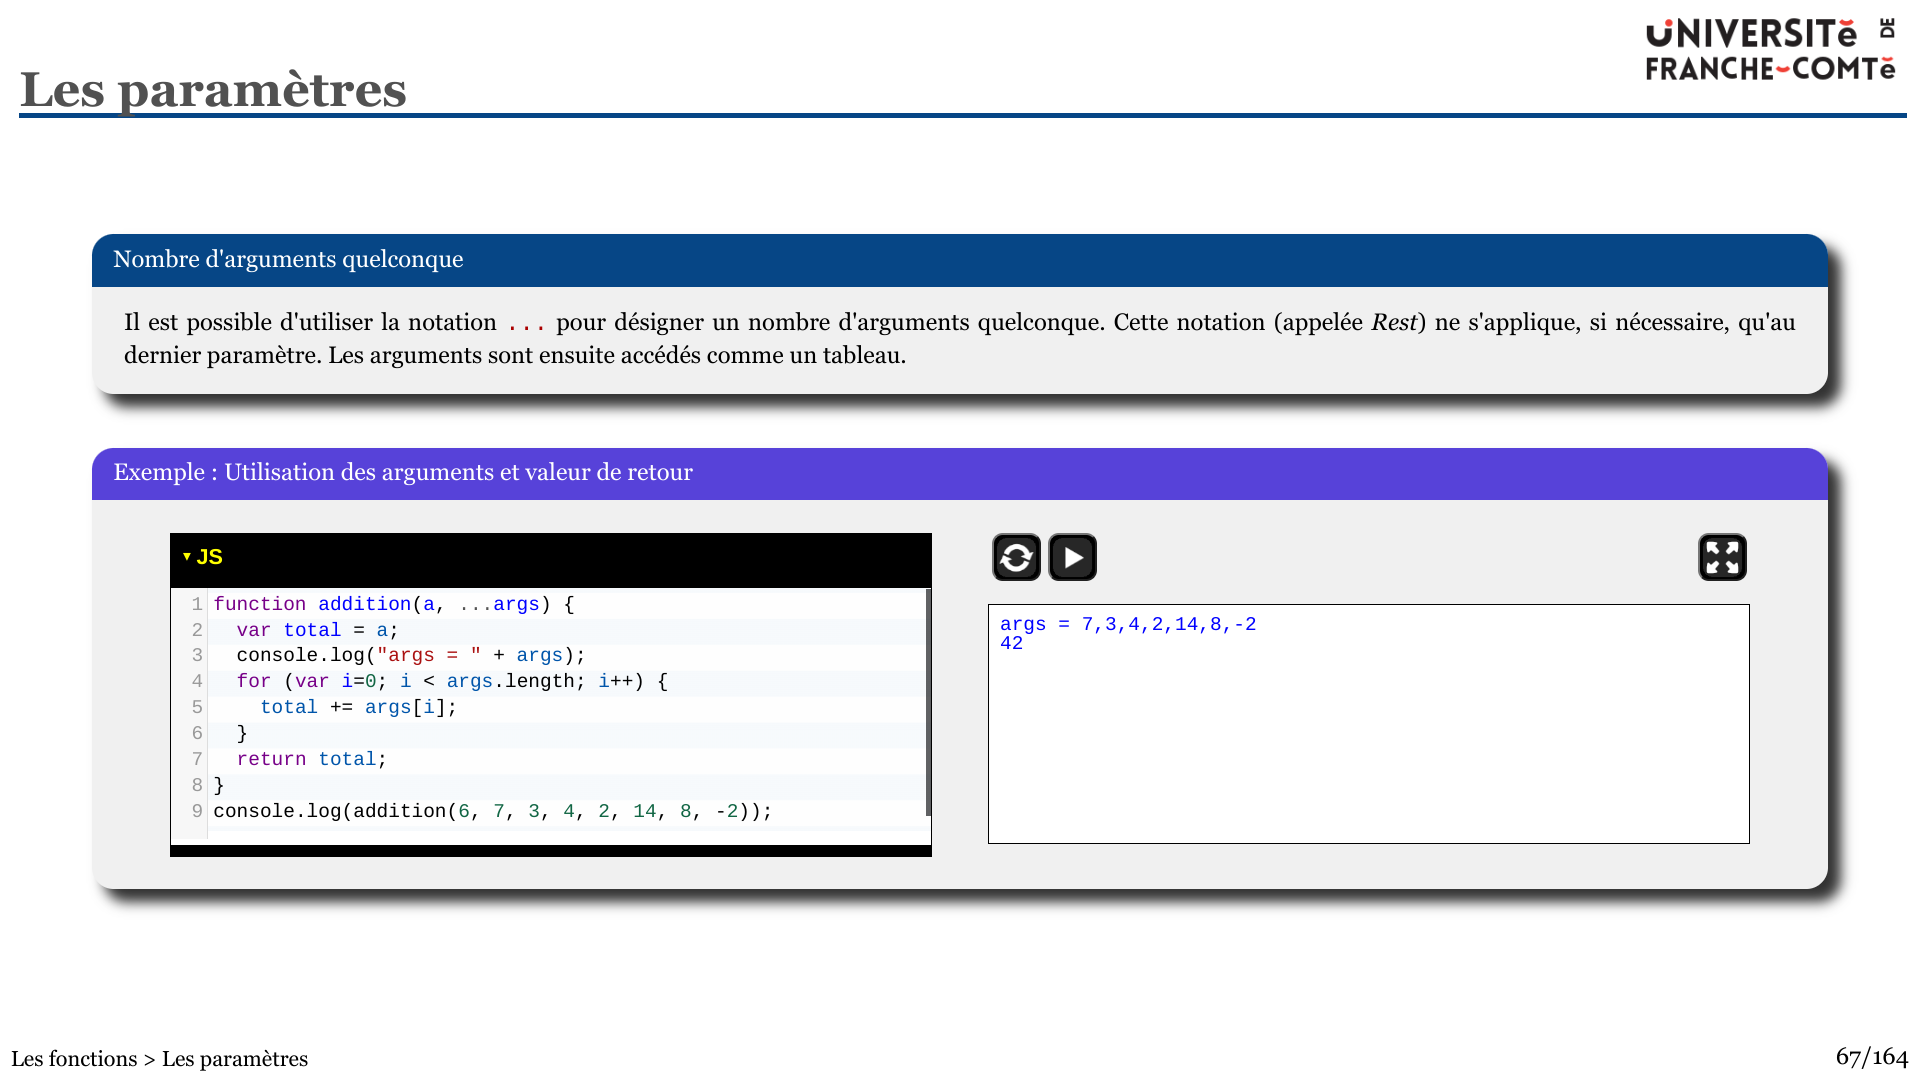 UNIVERSITÉ DE
FRANCHE-COMTÉ
Les paramètres
Nombre d'arguments quelconque
Il est possible d'utiliser la notation ... pour désigner un nombre d'arguments quelconque. Cette notation (appelée Rest) ne s'applique, si nécessaire, qu'au
dernier paramètre. Les arguments sont ensuite accédés comme un tableau.
Exemple : Utilisation des arguments et valeur de retour
▾ JS
1 function addition(a, ...args) {
2   var total = a;
3   console.log("args = " + args);
4   for (var i=0; i < args.length; i++) {
5     total += args[i];
6   }
7   return total;
8 }
9 console.log(addition(6, 7, 3, 4, 2, 14, 8, -2));
args = 7,3,4,2,14,8,-2
42
Les fonctions > Les paramètres
67/164